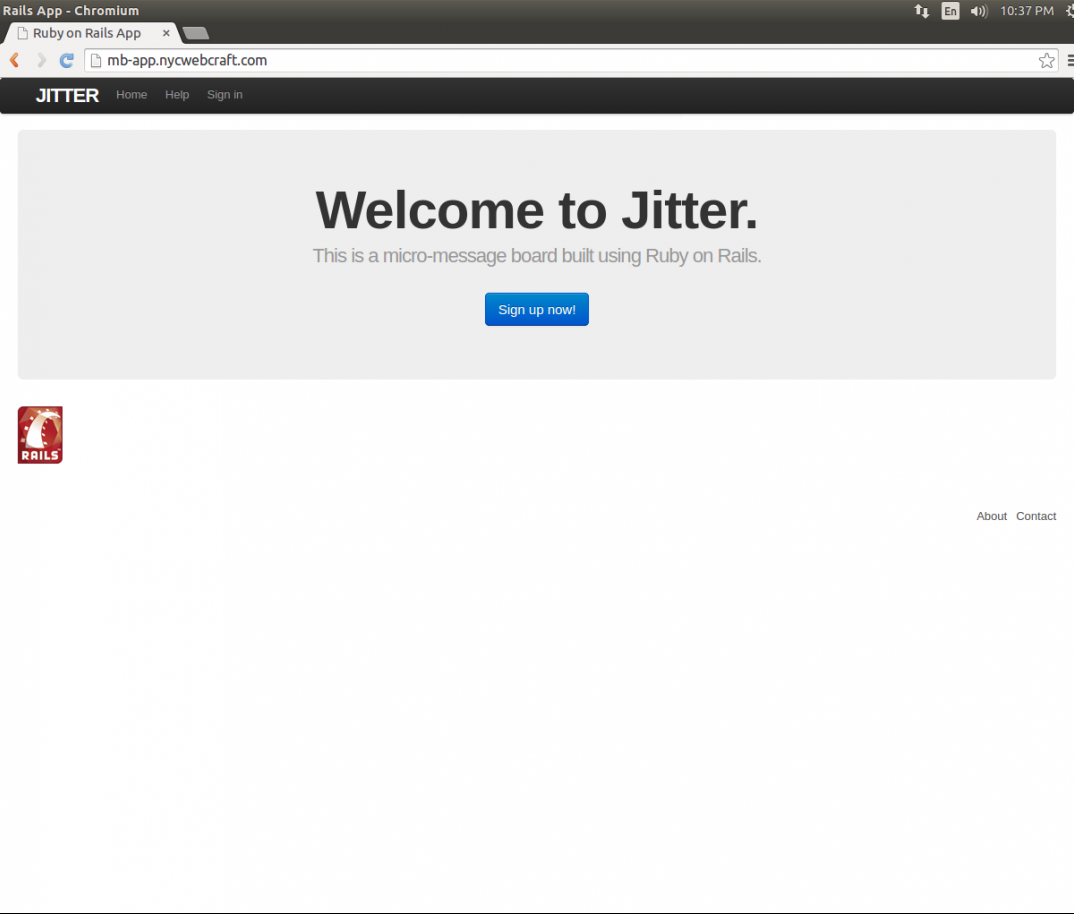 Rails App - Chromium
En
10:37 PM
Ruby on Rails App
mb-app.nycwebcraft.com
JITTER Home Help Sign in
Welcome to Jitter.
This is a micro-message board built using Ruby on Rails.
Sign up now!
RAILS
About Contact